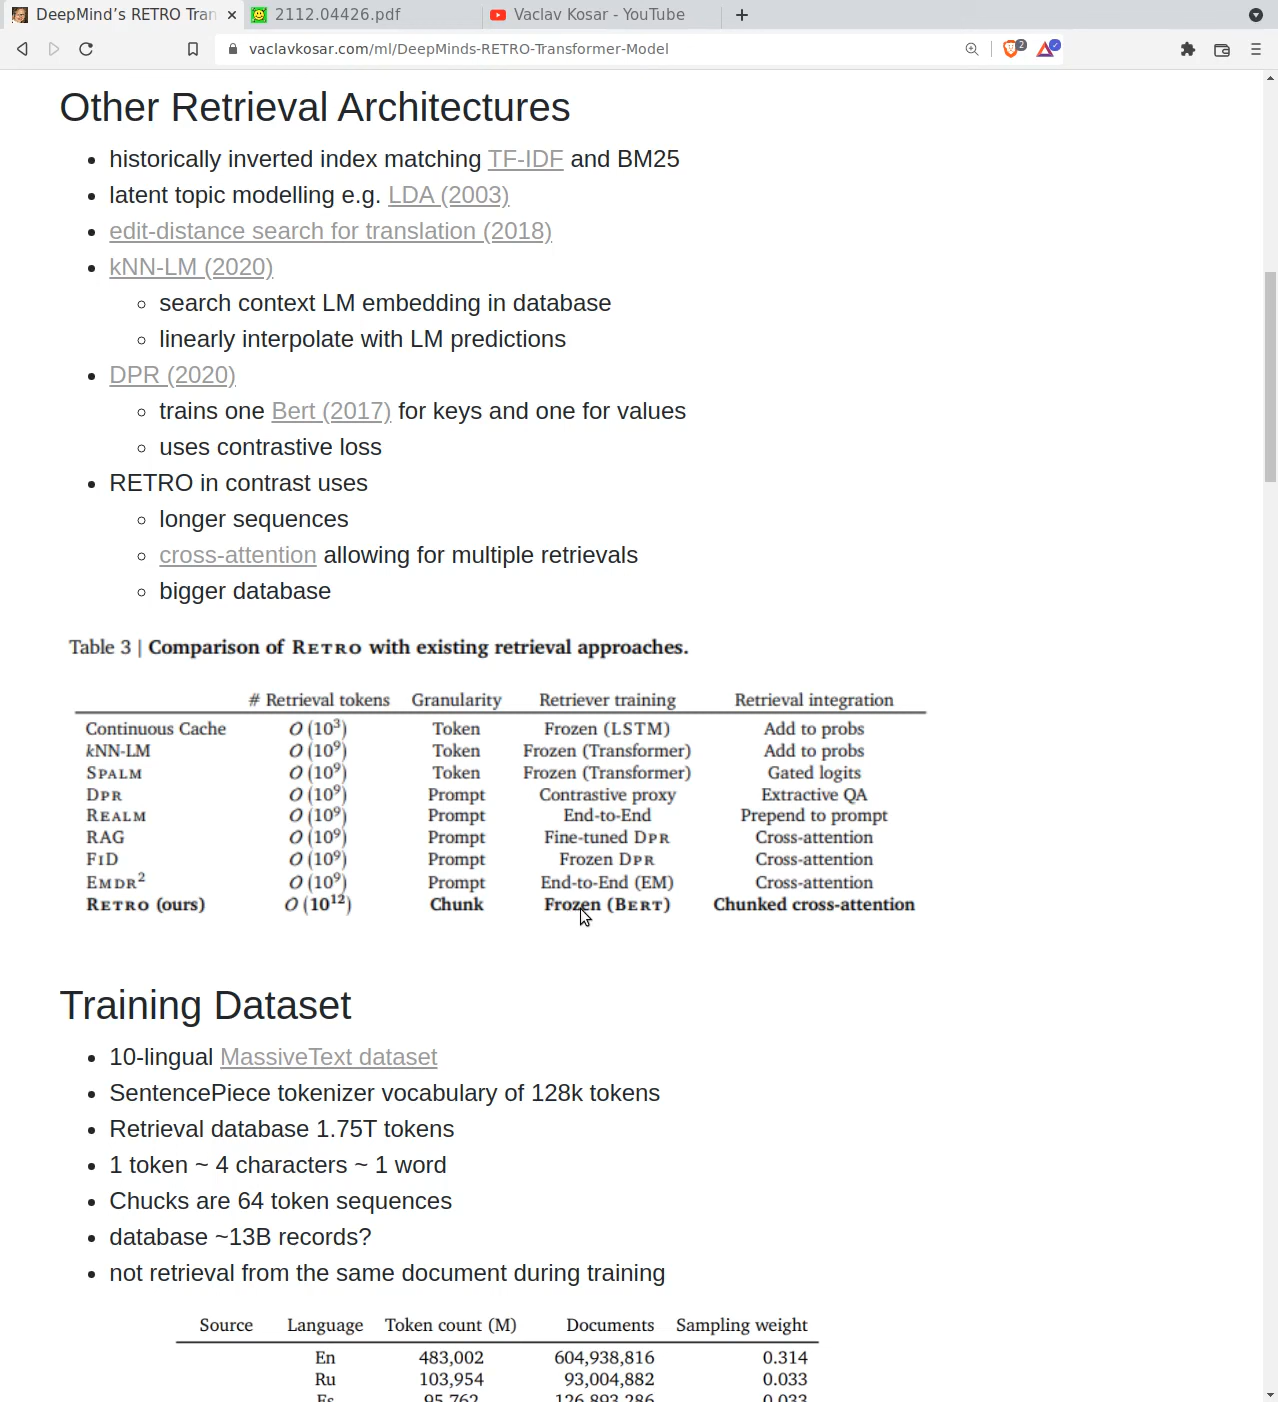 DeepMind's RETRO Tran
2112.04426.pdf
Vaclav Kosar - YouTube
vaclavkosar.com/ml/DeepMinds-RETRO-Transformer-Model
2
Other Retrieval Architectures
historically inverted index matching TF-IDF and BM25
latent topic modelling e.g. LDA (2003)
edit-distance search for translation (2018)
kNN-LM (2020)
search context LM embedding in database
linearly interpolate with LM predictions
DPR (2020)
trains one Bert (2017) for keys and one for values
uses contrastive loss
RETRO in contrast uses
longer sequences
cross-attention allowing for multiple retrievals
bigger database
Table 3 | Comparison of RETRO with existing retrieval approaches.
# Retrieval tokens Granularity Retriever training Retrieval integration
Continuous Cache O (10³) Token Frozen (LSTM) Add to probs
kNN-LM O (10⁹) Token Frozen (Transformer) Add to probs
SPALM O (10⁹) Token Frozen (Transformer) Gated logits
DPR O (10⁹) Prompt Contrastive proxy Extractive QA
REALM O (10⁹) Prompt End-to-End Prepend to prompt
RAG O (10⁹) Prompt Fine-tuned DPR Cross-attention
FID O (10⁹) Prompt Frozen DPR Cross-attention
EMDR² O (10⁹) Prompt End-to-End (EM) Cross-attention
RETRO (ours) O (10¹²) Chunk Frozen (BERT) Chunked cross-attention
Training Dataset
10-lingual MassiveText dataset
SentencePiece tokenizer vocabulary of 128k tokens
Retrieval database 1.75T tokens
1 token ~ 4 characters ~ 1 word
Chucks are 64 token sequences
database ~13B records?
not retrieval from the same document during training
Source Language Token count (M) Documents Sampling weight
En 483,002 604,938,816 0.314
Ru 103,954 93,004,882 0.033
Es 95,762 126,893,286 0.033